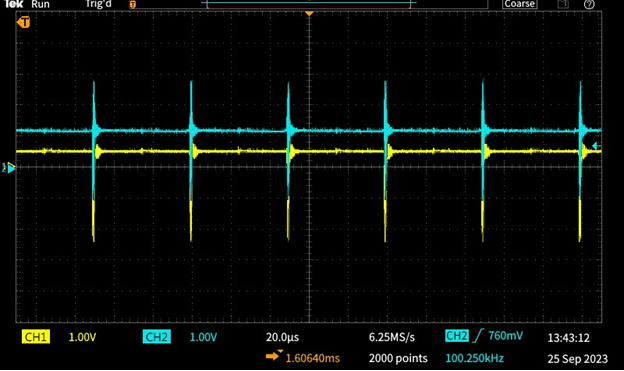 Tek Run Trig'd T Coarse ?
T
CH1 1.00V CH2 1.00V 20.0µs 6.25MS/s CH2 760mV 13:43:12
1.60640ms 2000 points 100.250kHz 25 Sep 2023